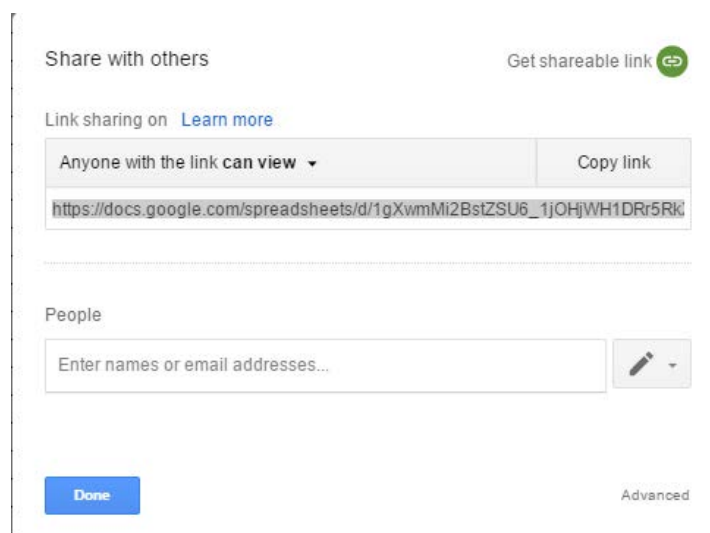 Share with others
Get shareable link
Link sharing on Learn more
Anyone with the link can view
Copy link
https://docs.google.com/spreadsheets/d/1gXwmMi2BstZSU6_1jOHjWH1DRr5Rk
People
Enter names or email addresses...
Done
Advanced